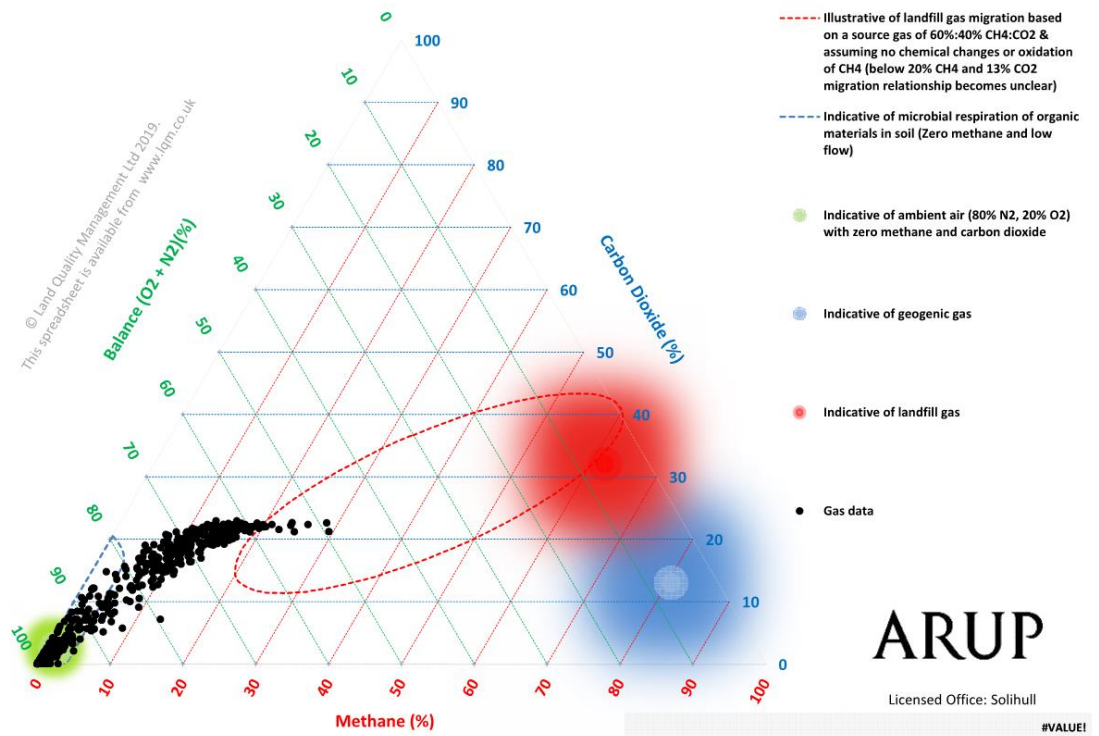 0
100
10
90
20
80
30
70
40
60
50
50
60
40
70
30
80
20
90
10
100
0
0
10
20
30
40
50
60
70
80
90
100
Methane (%)
Balance (O2 + N2)(%)
Carbon Dioxide (%)
© Land Quality Management Ltd 2019.
This spreadsheet is available from www.lqm.co.uk
Illustrative of landfill gas migration based
on a source gas of 60%:40% CH4:CO2 &
assuming no chemical changes or oxidation
of CH4 (below 20% CH4 and 13% CO2
migration relationship becomes unclear)
Indicative of microbial respiration of organic
materials in soil (Zero methane and low
flow)
Indicative of ambient air (80% N2, 20% O2)
with zero methane and carbon dioxide
Indicative of geogenic gas
Indicative of landfill gas
Gas data
ARUP
Licensed Office: Solihull
#VALUE!